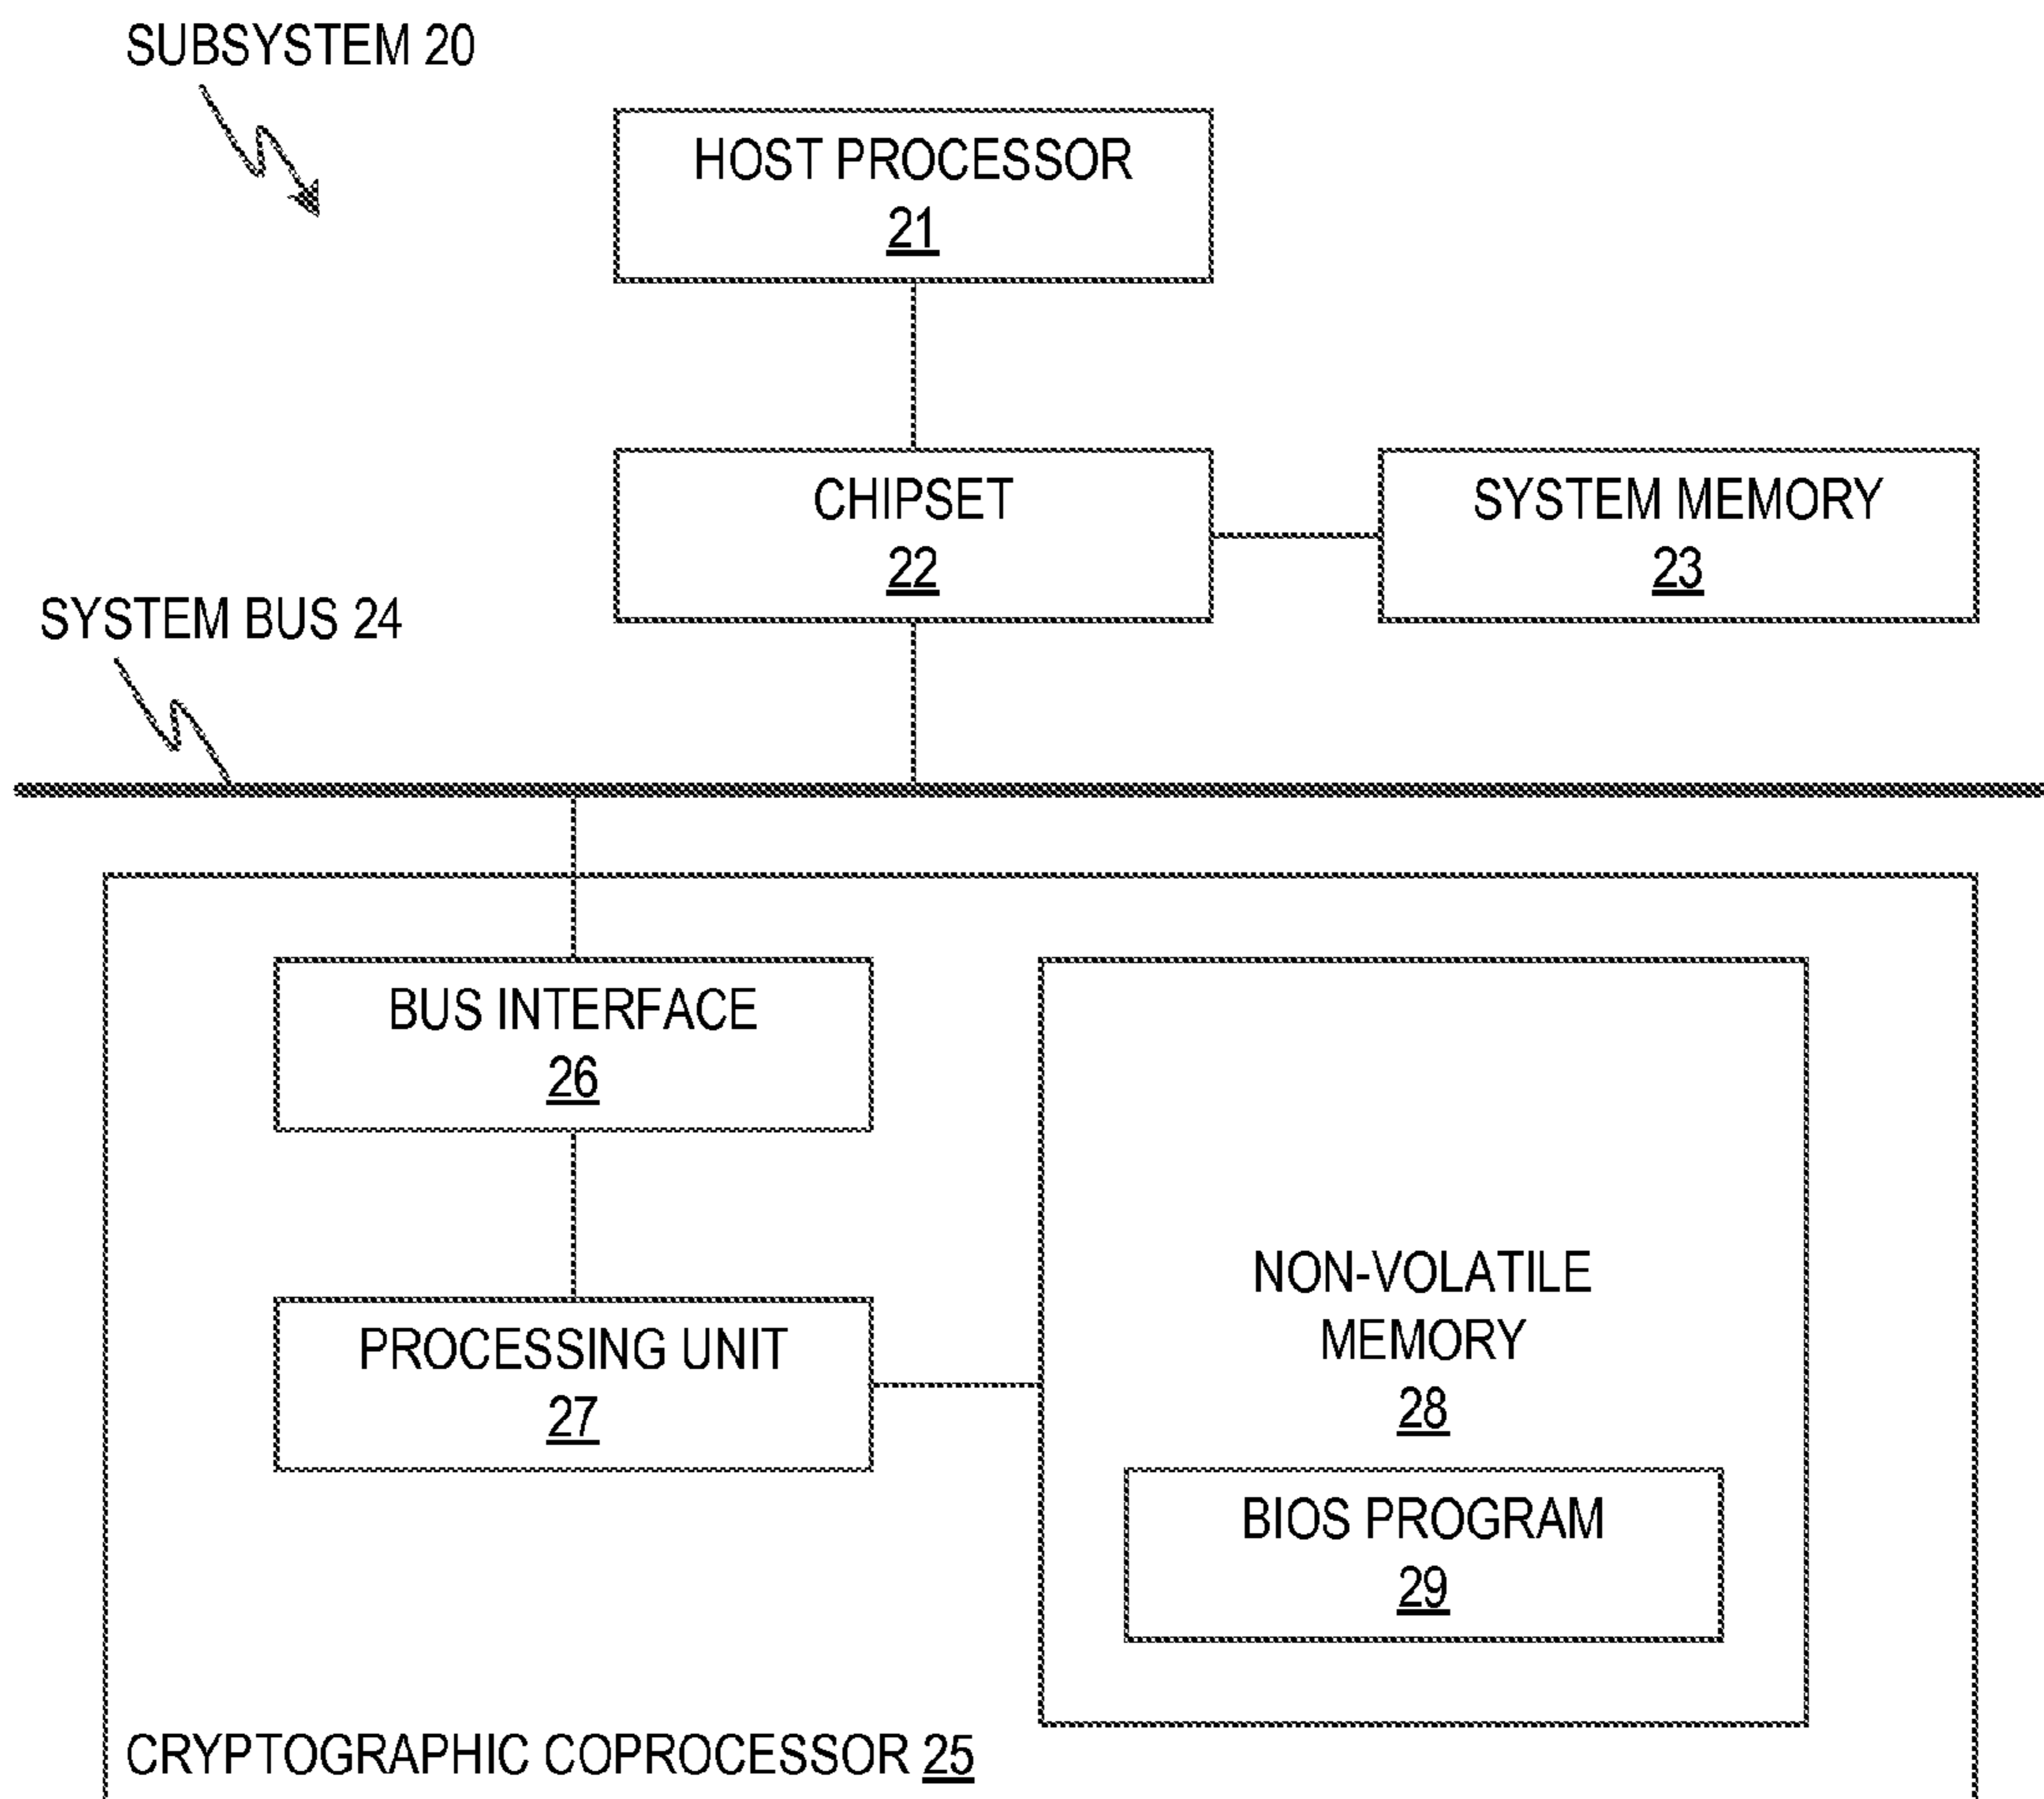 SUBSYSTEM 20
HOST PROCESSOR
21
CHIPSET
22
SYSTEM MEMORY
23
SYSTEM BUS 24
BUS INTERFACE
26
PROCESSING UNIT
27
NON-VOLATILE
MEMORY
28
BIOS PROGRAM
29
CRYPTOGRAPHIC COPROCESSOR 25